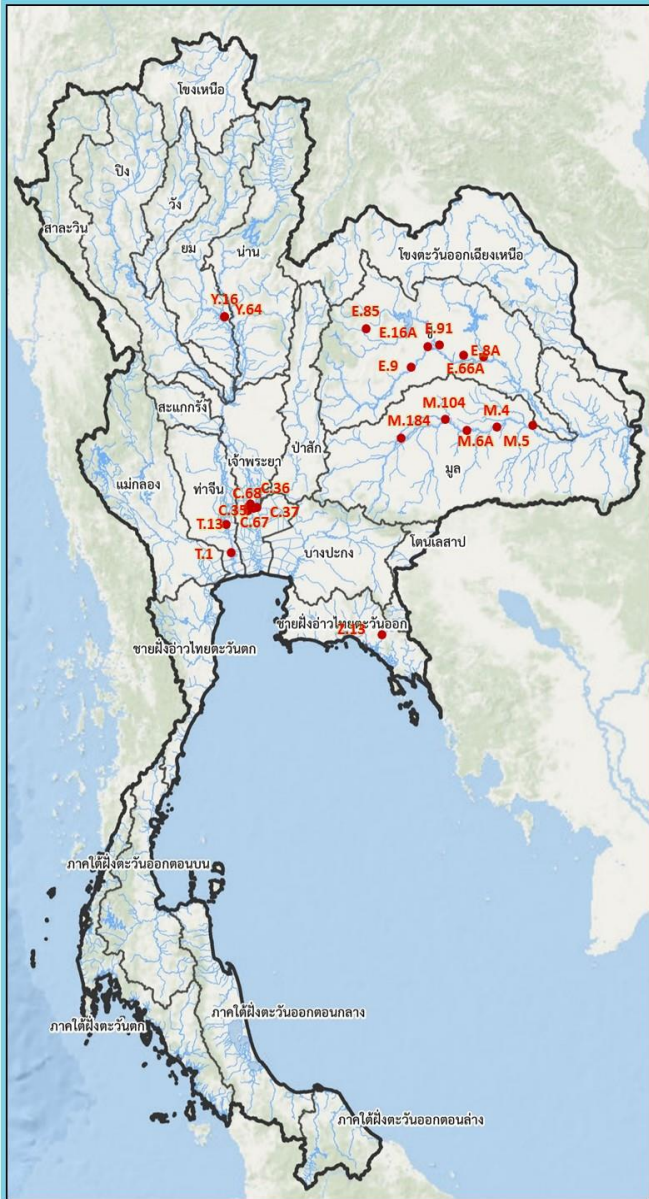 โขงเหนือ
ปิง
สาละวิน
วัง
ยม
น่าน
โขงตะวันออกเฉียงเหนือ
Y.16
Y.64
E.85
E.16A
E.91
E.8A
E.66A
E.9
สะแกกรัง
M.104
M.184
M.4
M.6A
M.5
ป่าสัก
เจ้าพระยา
มูล
แม่กลอง
ท่าจีน
C.36
C.68
C.35
C.37
C.67
T.13
T.1
บางปะกง
โตนเลสาป
ชายฝั่งอ่าวไทยตะวันออก
Z.13
ชายฝั่งอ่าวไทยตะวันตก
ภาคใต้ฝั่งตะวันออกตอนบน
ภาคใต้ฝั่งตะวันออกตอนกลาง
ภาคใต้ฝั่งตะวันตก
ภาคใต้ฝั่งตะวันออกตอนล่าง